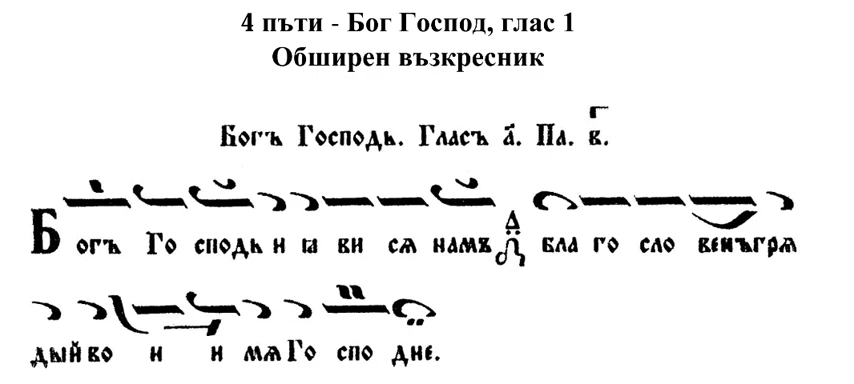 4 пъти - Бог Господ, глас 1
Обширен възкресник
Богъ Господь. Гласъ а҃. Па. в.
Богъ Го сподь и ꙗ ви сѧ намъ бла го сло венъ грѧ
дый во и и мѧ Го спо дне.